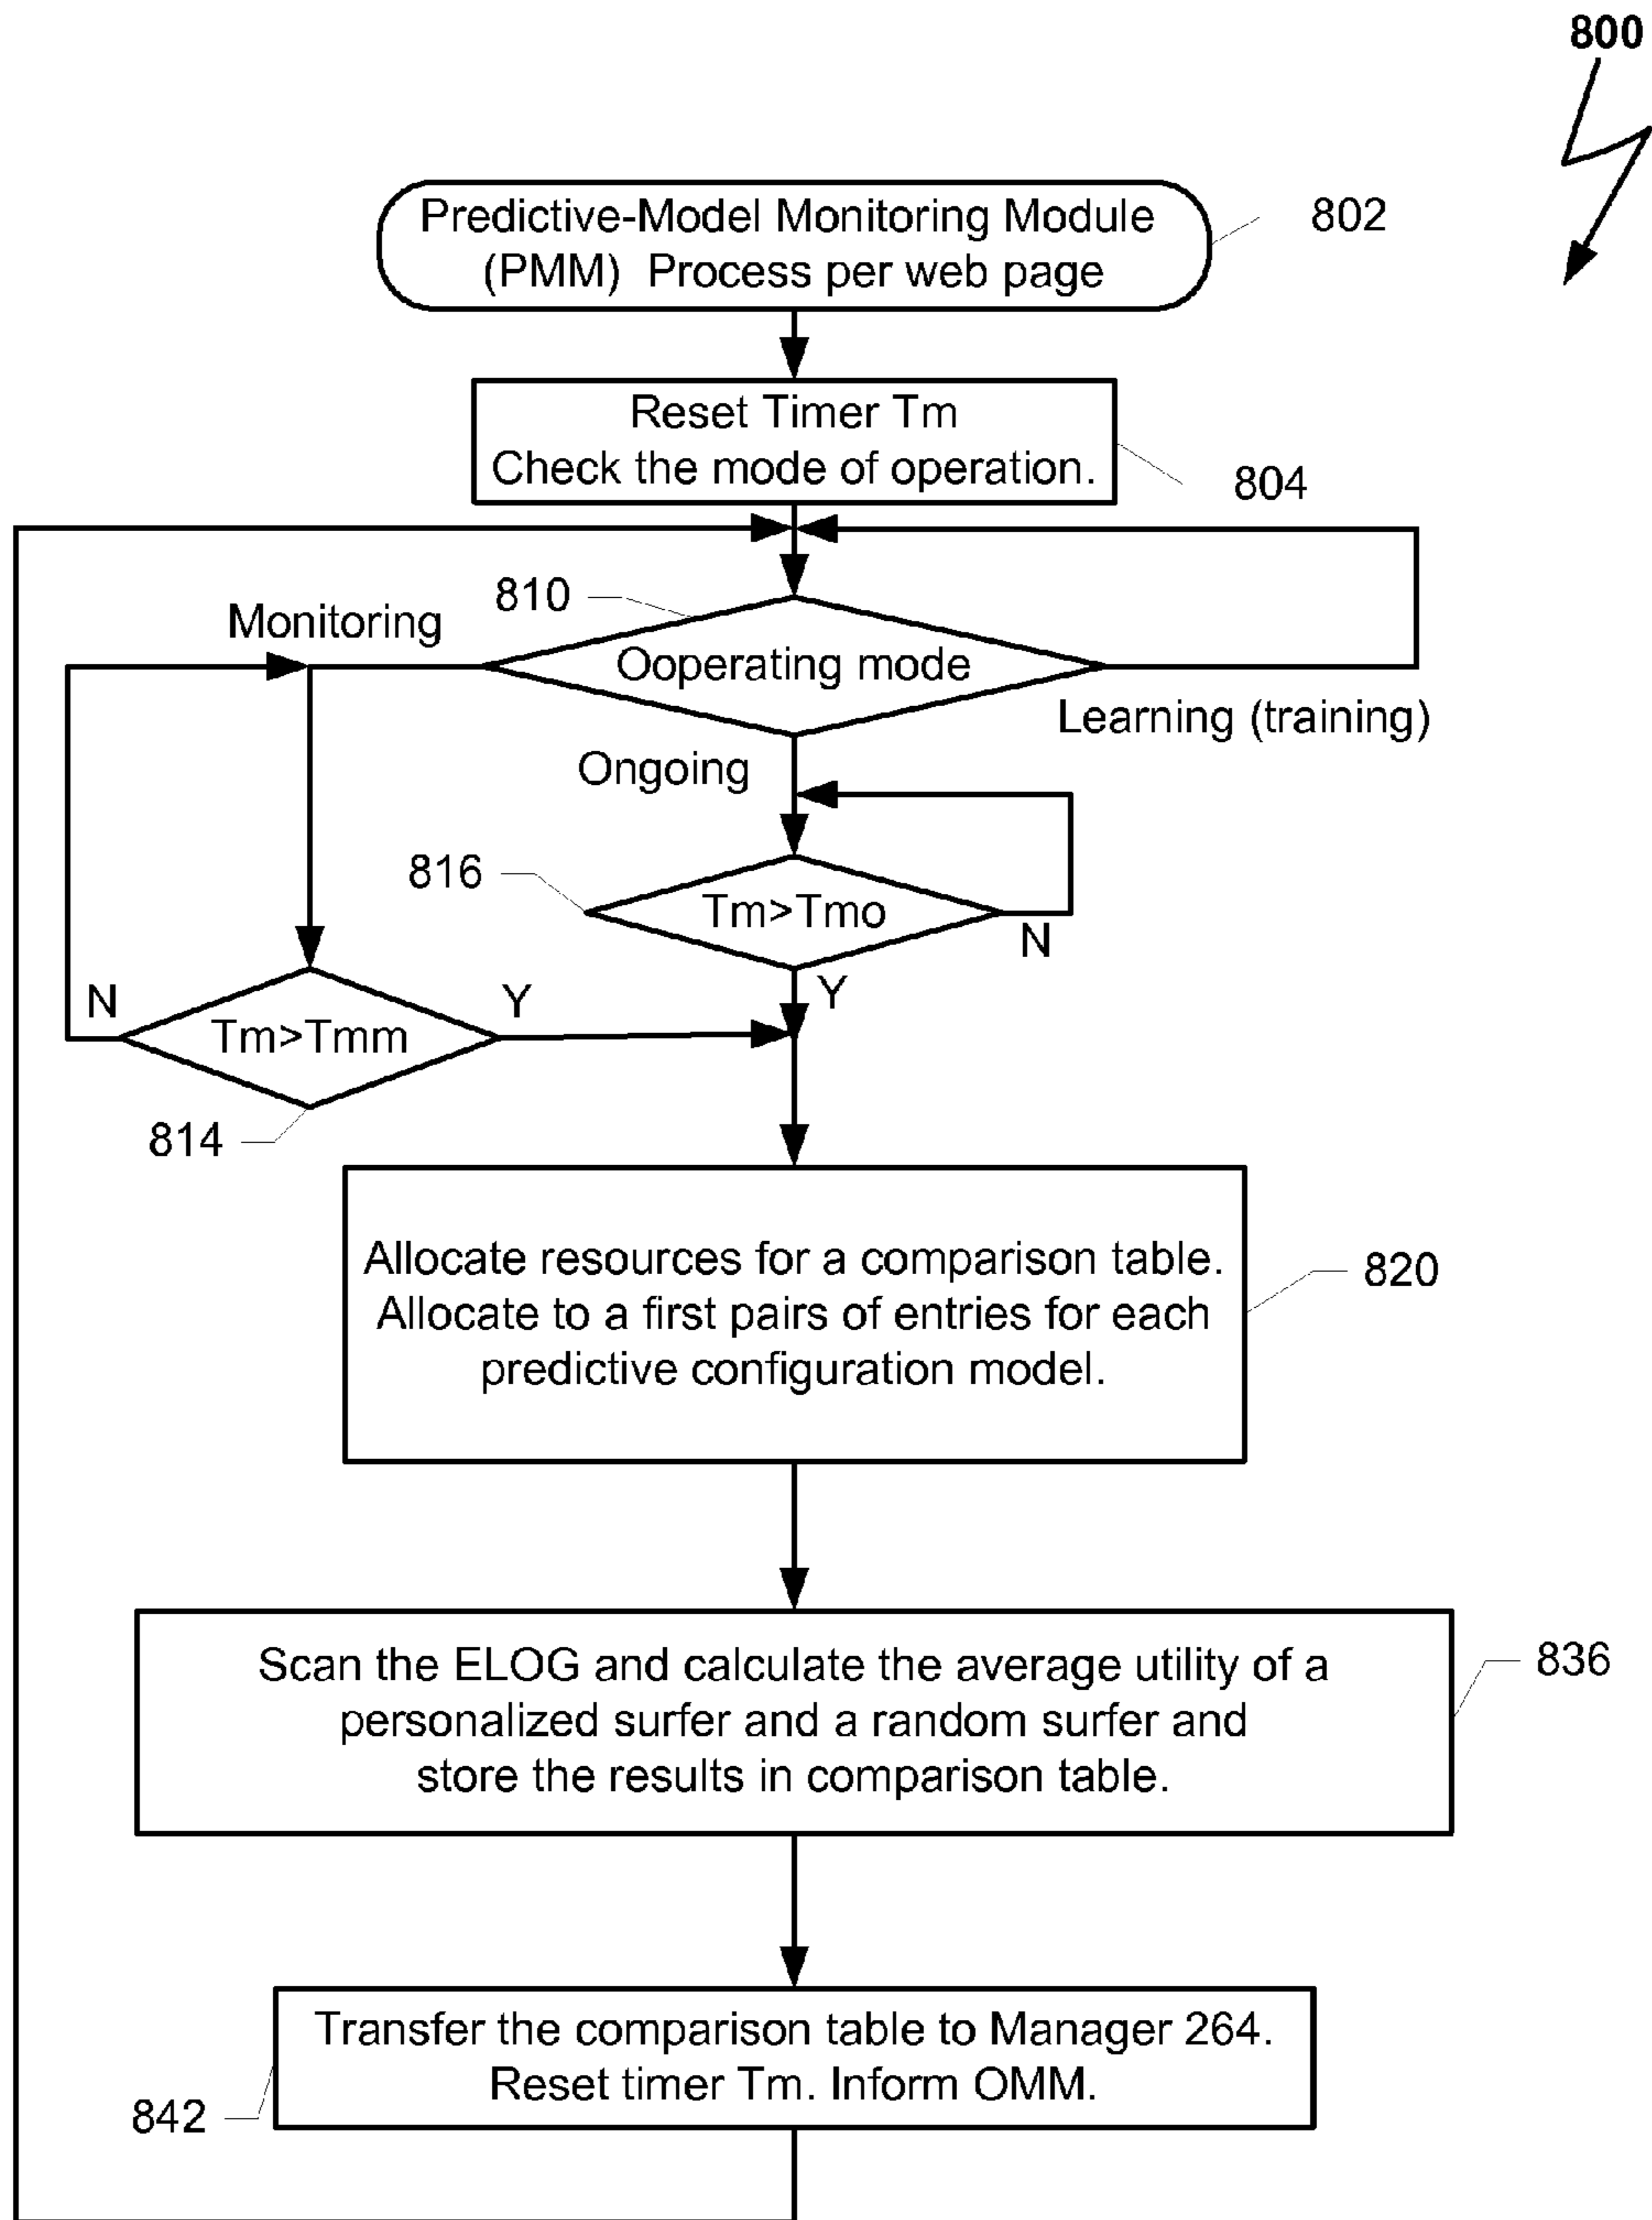 800
Predictive-Model Monitoring Module
(PMM) Process per web page
802
Reset Timer Tm
Check the mode of operation.
804
810
Monitoring
Ooperating mode
Learning (training)
Ongoing
816
Tm>Tmo
N
Y
N
Y
Tm>Tmm
814
Allocate resources for a comparison table.
Allocate to a first pairs of entries for each
predictive configuration model.
820
Scan the ELOG and calculate the average utility of a
personalized surfer and a random surfer and
store the results in comparison table.
836
Transfer the comparison table to Manager 264.
Reset timer Tm. Inform OMM.
842